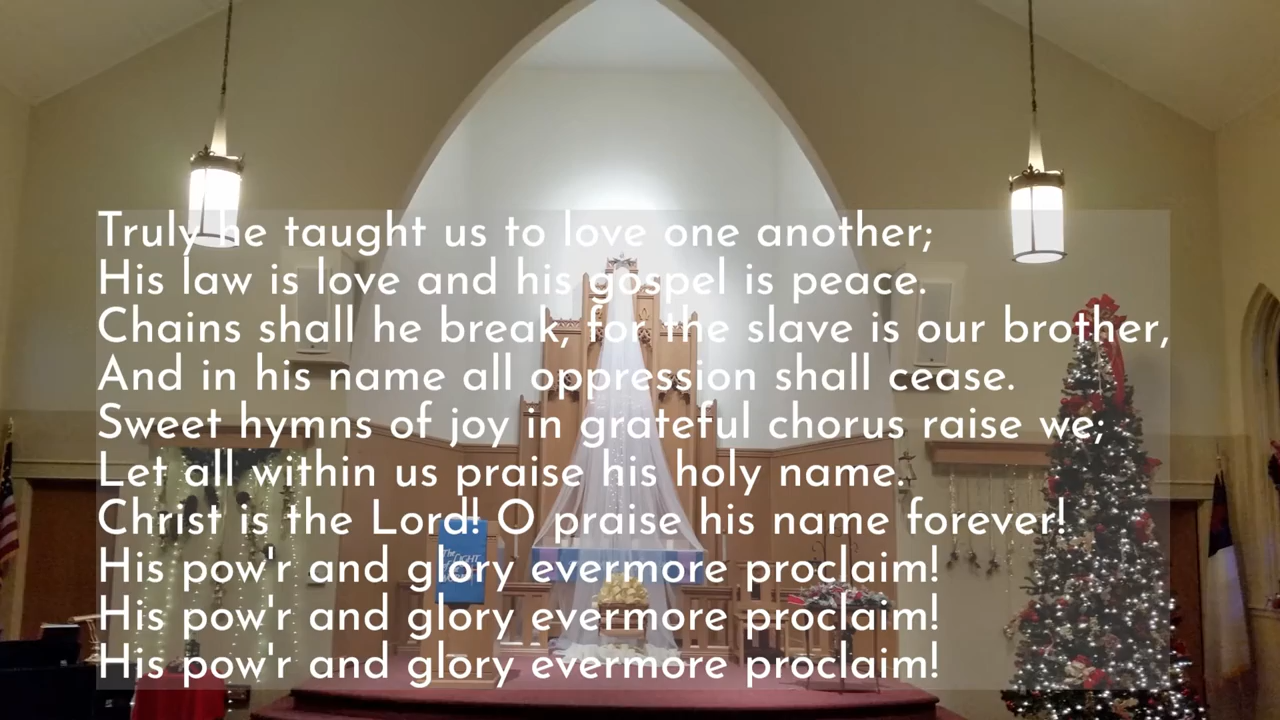 Truly he taught us to love one another;
His law is love and his gospel is peace.
Chains shall he break, for the slave is our brother,
And in his name all oppression shall cease.
Sweet hymns of joy in grateful chorus raise we;
Let all within us praise his holy name.
Christ is the Lord! O praise his name forever!
His pow'r and glory evermore proclaim!
His pow'r and glory evermore proclaim!
His pow'r and glory evermore proclaim!
The LIGHT